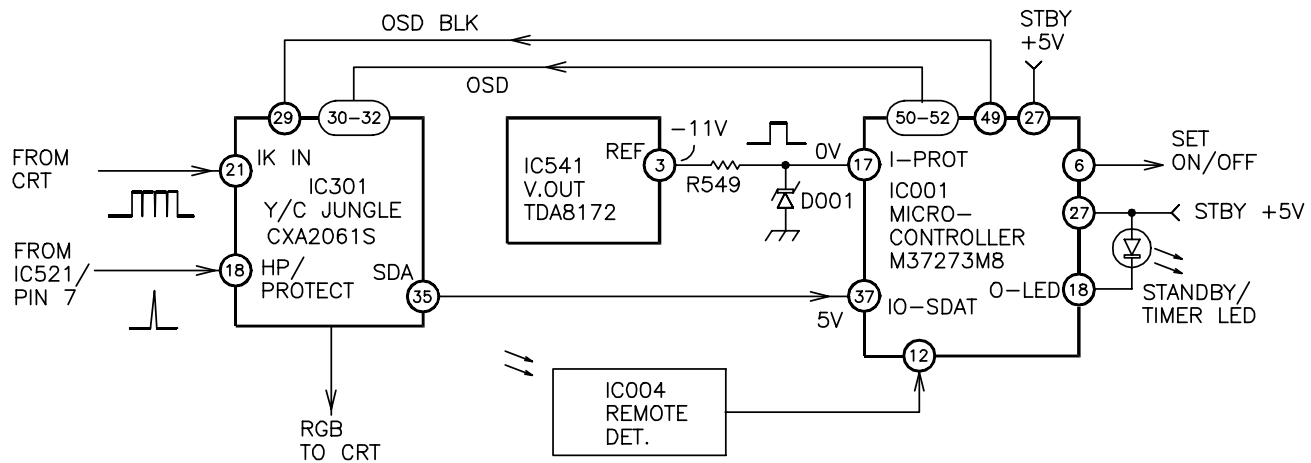 OSD BLK
STBY
+5V
OSD
29
30-32
50-52
49
27
FROM
CRT
21
IK IN
IC301
Y/C JUNGLE
CXA2061S
IC541
V.OUT
TDA8172
REF
3
-11V
R549
D001
0V
17
I-PROT
IC001
MICRO-
CONTROLLER
M37273M8
6
SET
ON/OFF
27
STBY +5V
FROM
IC521/
PIN 7
18
HP/
PROTECT
SDA
35
37
5V
IO-SDAT
O-LED
18
STANDBY/
TIMER LED
12
IC004
REMOTE
DET.
RGB
TO CRT